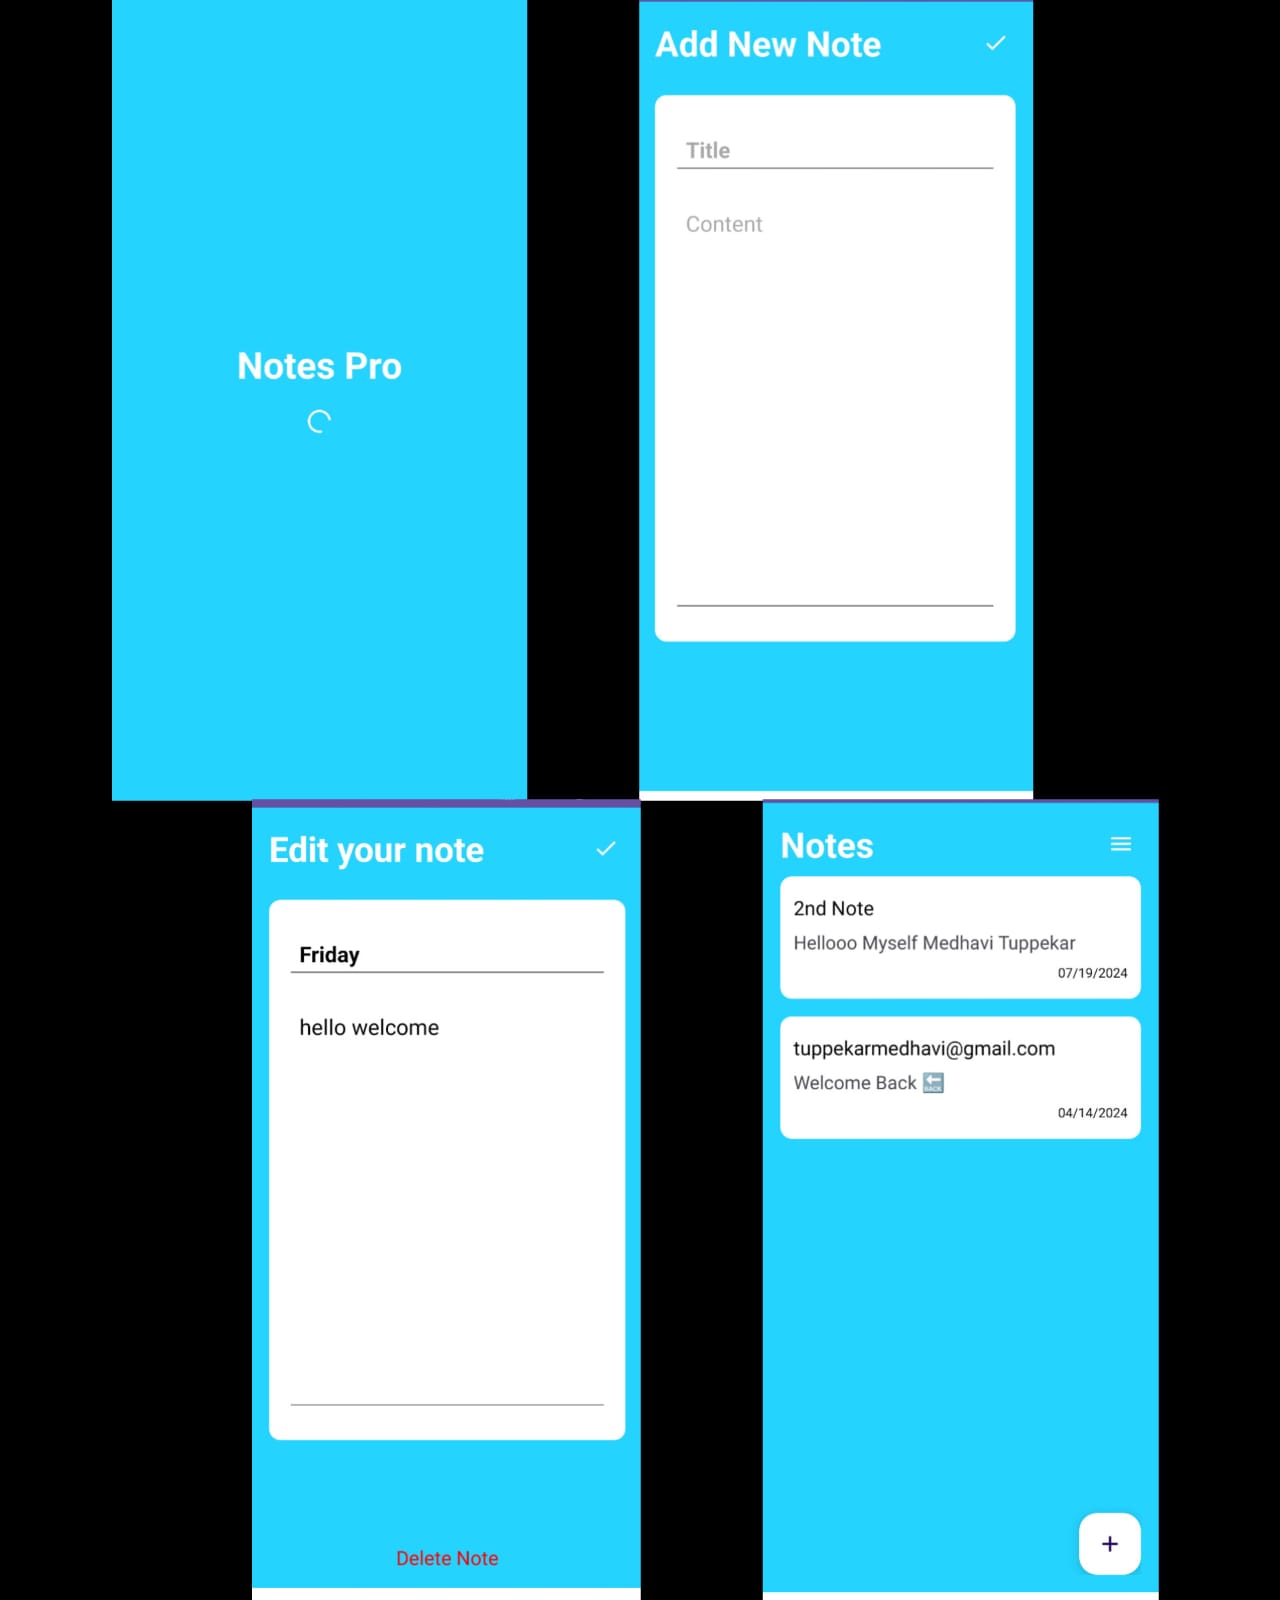 Notes Pro
Add New Note
Title
Content
Edit your note
Friday
hello welcome
Delete Note
Notes
2nd Note
Hellooo Myself Medhavi Tuppekar
07/19/2024
tuppekarmedhavi@gmail.com
Welcome Back 🔙
04/14/2024
+